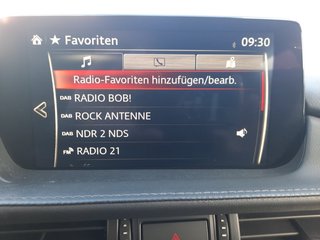 Favoriten 09:30
Radio-Favoriten hinzufügen/bearb.
DAB RADIO BOB!
DAB ROCK ANTENNE
DAB NDR 2 NDS
FM RADIO 21